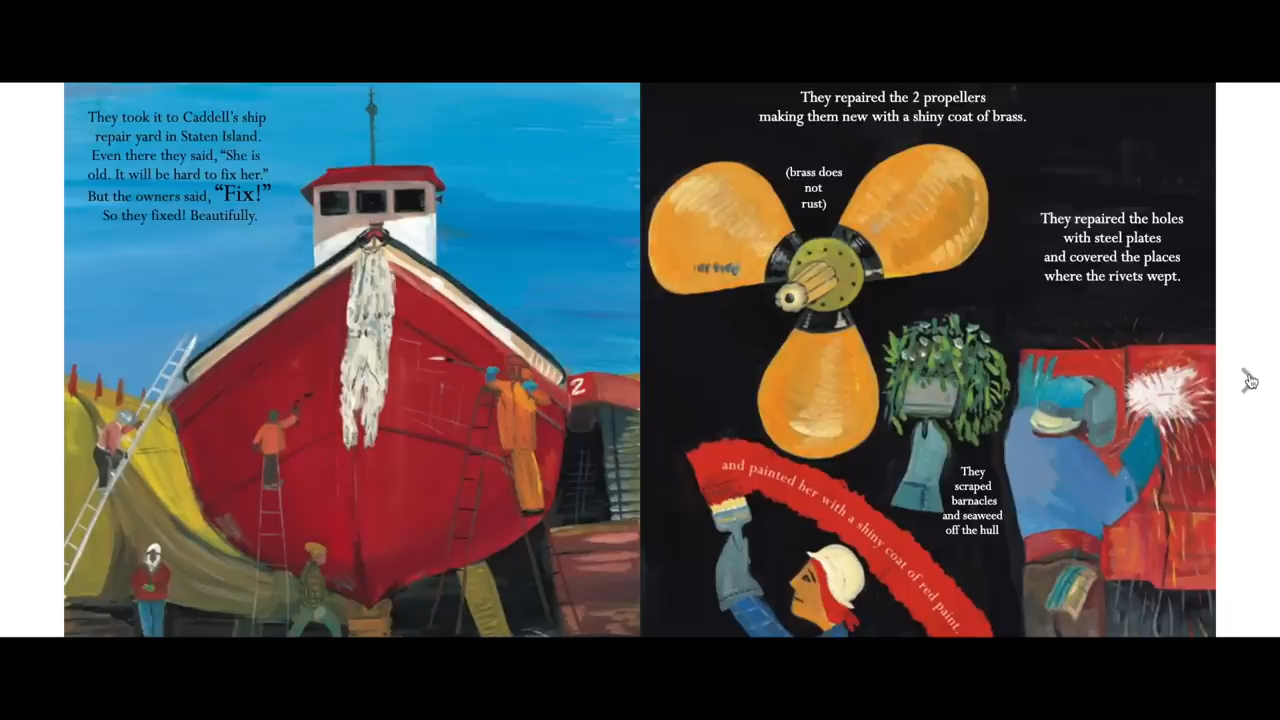 They took it to Caddell's ship
repair yard in Staten Island.
Even there they said, “She is
old. It will be hard to fix her.”
But the owners said, “Fix!”
So they fixed! Beautifully.
2
They repaired the 2 propellers
making them new with a shiny coat of brass.
(brass does
not
rust)
They repaired the holes
with steel plates
and covered the places
where the rivets wept.
They
scraped
barnacles
and seaweed
off the hull
and painted her with a shiny coat of red paint.